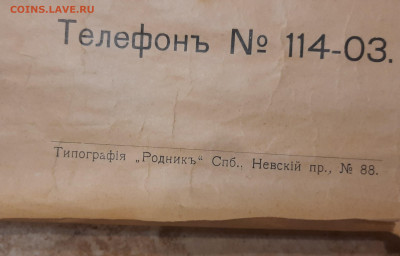 COINS.LAVE.RU
Телефонъ № 114-03.
Типографія „Родникъ“ Спб., Невскій пр., № 88.